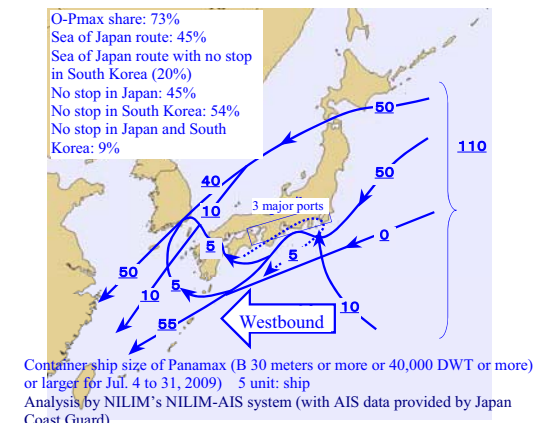 O-Pmax share: 73%
Sea of Japan route: 45%
Sea of Japan route with no stop
in South Korea (20%)
No stop in Japan: 45%
No stop in South Korea: 54%
No stop in Japan and South
Korea: 9%
50
110
50
40
10
3 major ports
0
5
5
50
5
10
10
55
Westbound
Container ship size of Panamax (B 30 meters or more or 40,000 DWT or more)
or larger for Jul. 4 to 31, 2009) 5 unit: ship
Analysis by NILIM's NILIM-AIS system (with AIS data provided by Japan
Coast Guard)